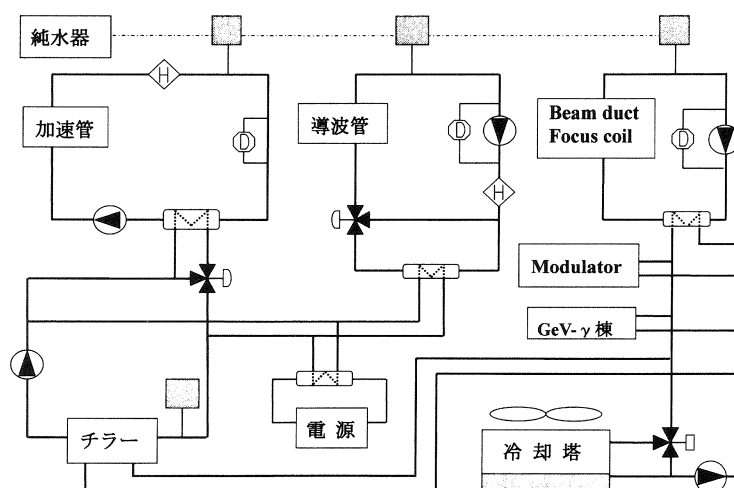 純水器
H
加速管
D
導波管
D
H
Beam duct
Focus coil
D
Modulator
GeV-γ棟
電源
チラー
冷却塔